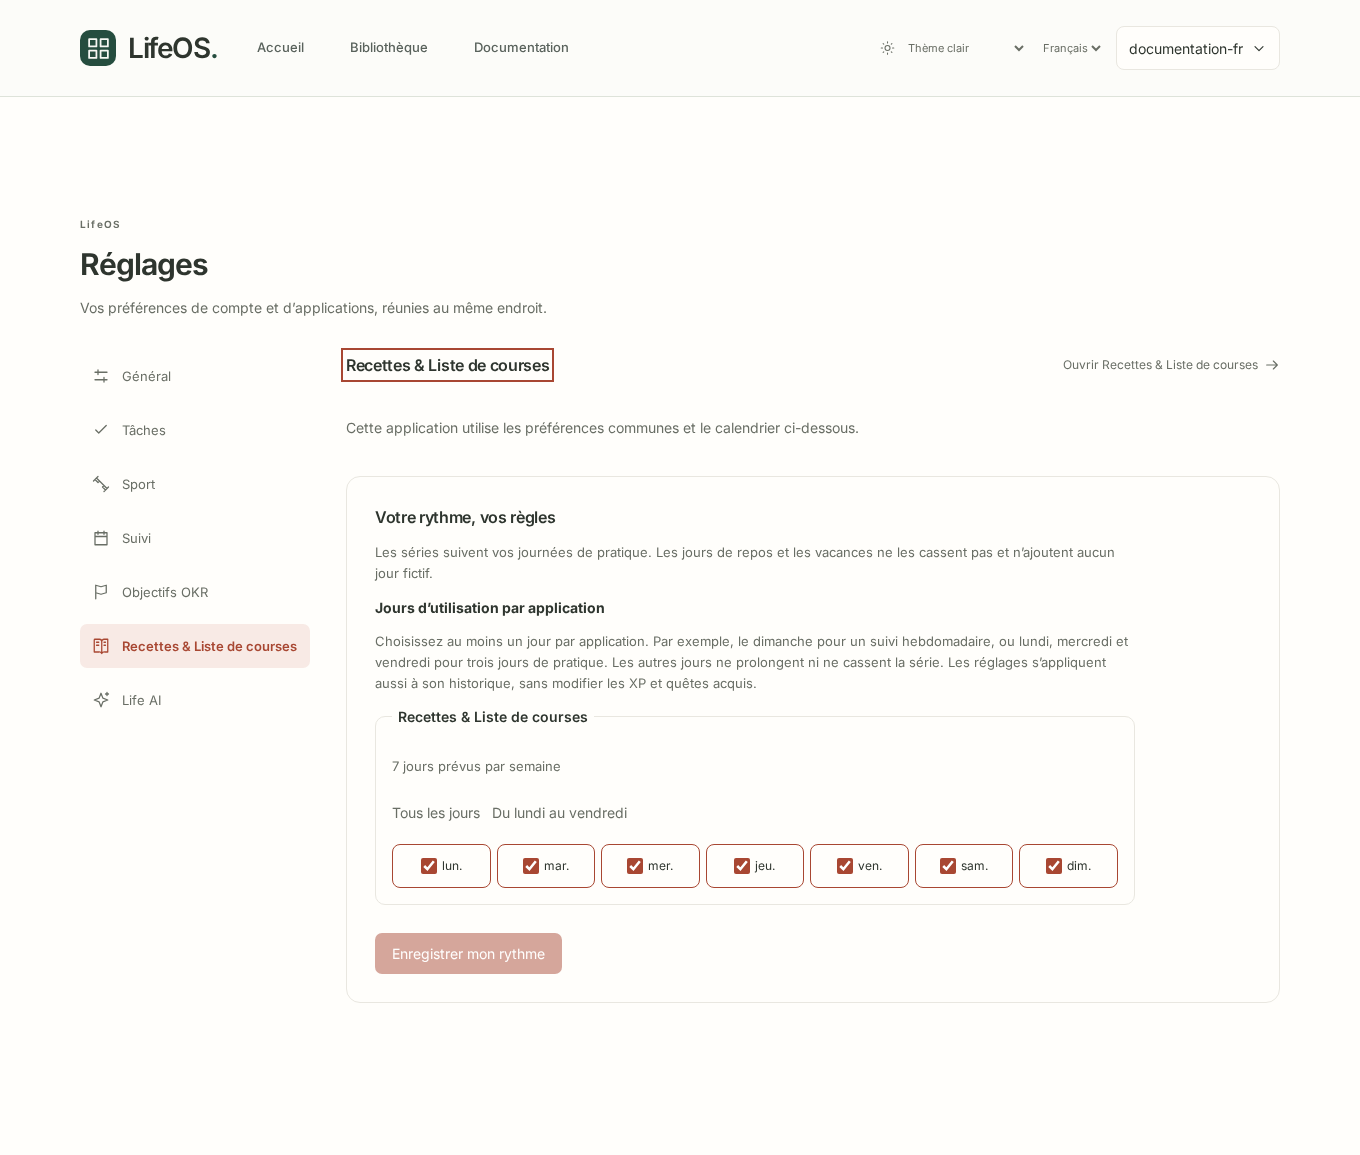 LifeOS.
Accueil
Bibliothèque
Documentation
Thème clair
Français
documentation-fr
LifeOS
Réglages
Vos préférences de compte et d’applications, réunies au même endroit.
Général
Tâches
Sport
Suivi
Objectifs OKR
Recettes & Liste de courses
Life AI
Recettes & Liste de courses
Ouvrir Recettes & Liste de courses
Cette application utilise les préférences communes et le calendrier ci-dessous.
Votre rythme, vos règles
Les séries suivent vos journées de pratique. Les jours de repos et les vacances ne les cassent pas et n’ajoutent aucun
jour fictif.
Jours d’utilisation par application
Choisissez au moins un jour par application. Par exemple, le dimanche pour un suivi hebdomadaire, ou lundi, mercredi et
vendredi pour trois jours de pratique. Les autres jours ne prolongent ni ne cassent la série. Les réglages s’appliquent
aussi à son historique, sans modifier les XP et quêtes acquis.
Recettes & Liste de courses
7 jours prévus par semaine
Tous les jours Du lundi au vendredi
lun. mar. mer. jeu. ven. sam. dim.
Enregistrer mon rythme